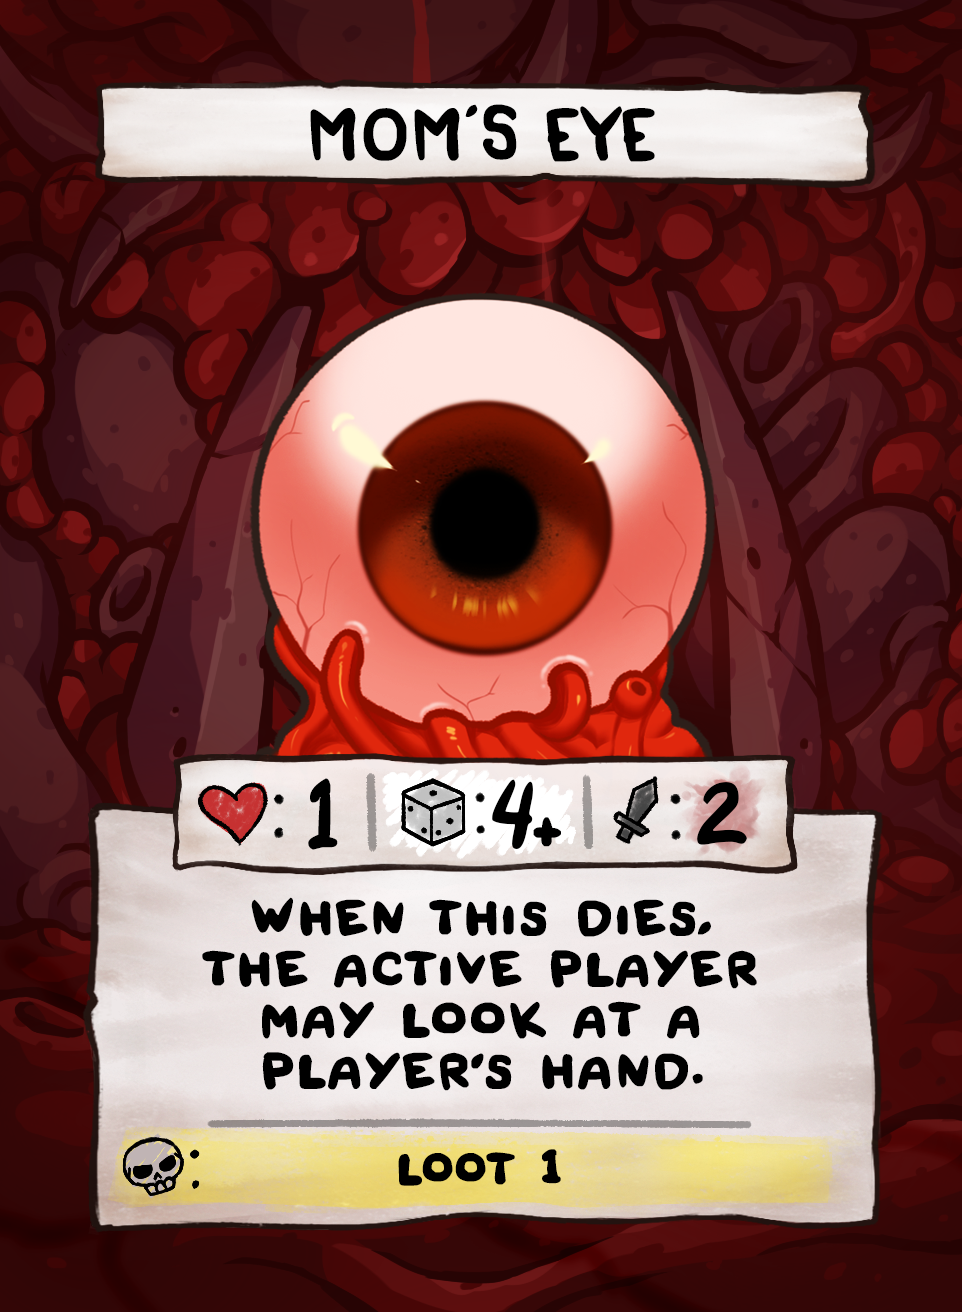 MOM'S EYE
: 1 | : 4+ | : 2
WHEN THIS DIES,
THE ACTIVE PLAYER
MAY LOOK AT A
PLAYER'S HAND.
: LOOT 1